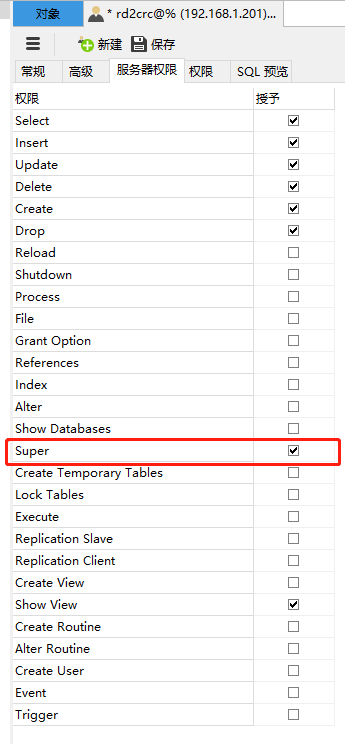 对象
* rd2crc@% (192.168.1.201)...
新建 保存
常规 高级 服务器权限 权限 SQL 预览
权限 授予
Select
Insert
Update
Delete
Create
Drop
Reload
Shutdown
Process
File
Grant Option
References
Index
Alter
Show Databases
Super
Create Temporary Tables
Lock Tables
Execute
Replication Slave
Replication Client
Create View
Show View
Create Routine
Alter Routine
Create User
Event
Trigger